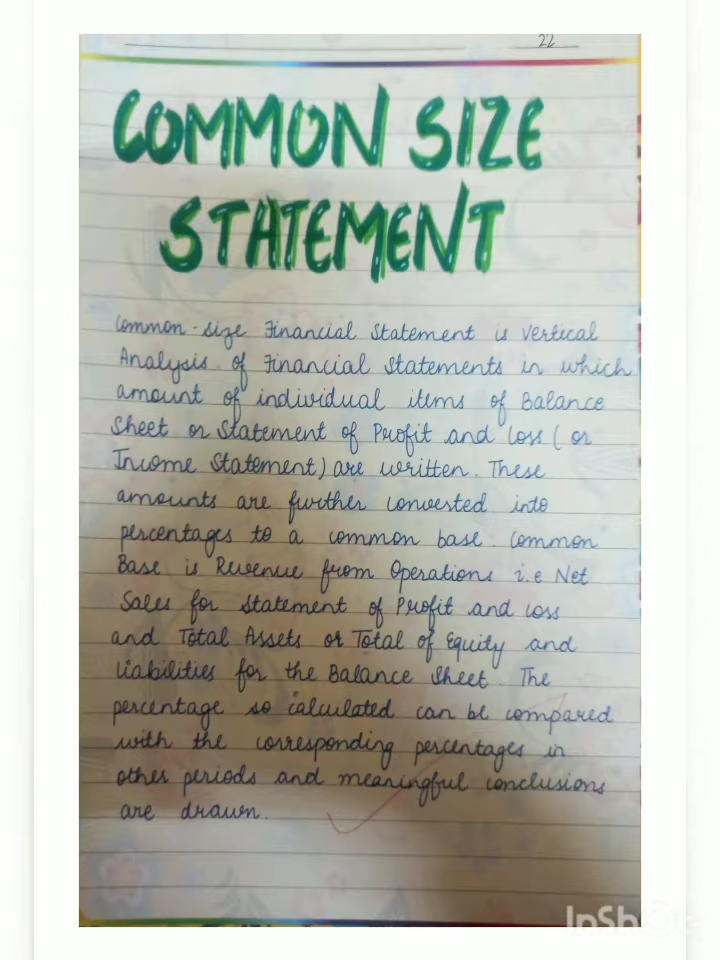 22
COMMON SIZE
STATEMENT
Common-size Financial Statement is Vertical
Analysis of Financial Statements in which
amount of individual items of Balance
Sheet or Statement of Profit and Loss (or
Income Statement) are written. These
amounts are further converted into
percentages to a common base. Common
Base is Revenue from Operations i.e Net
Sales for Statement of Profit and Loss
and Total Assets or Total of Equity and
Liabilities for the Balance Sheet. The
percentage so calculated can be compared
with the corresponding percentages in
other periods and meaningful conclusions
are drawn.
InShot